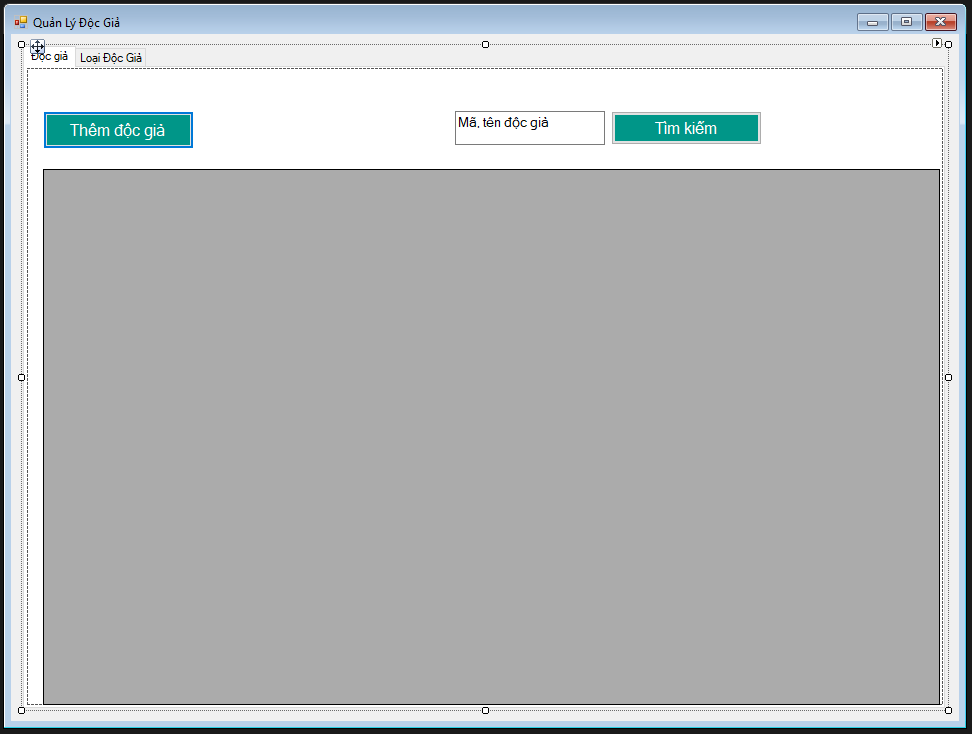 Quản Lý Độc Giả
Độc giả
Loại Độc Giả
Thêm độc giả
Mã, tên độc giả
Tìm kiếm